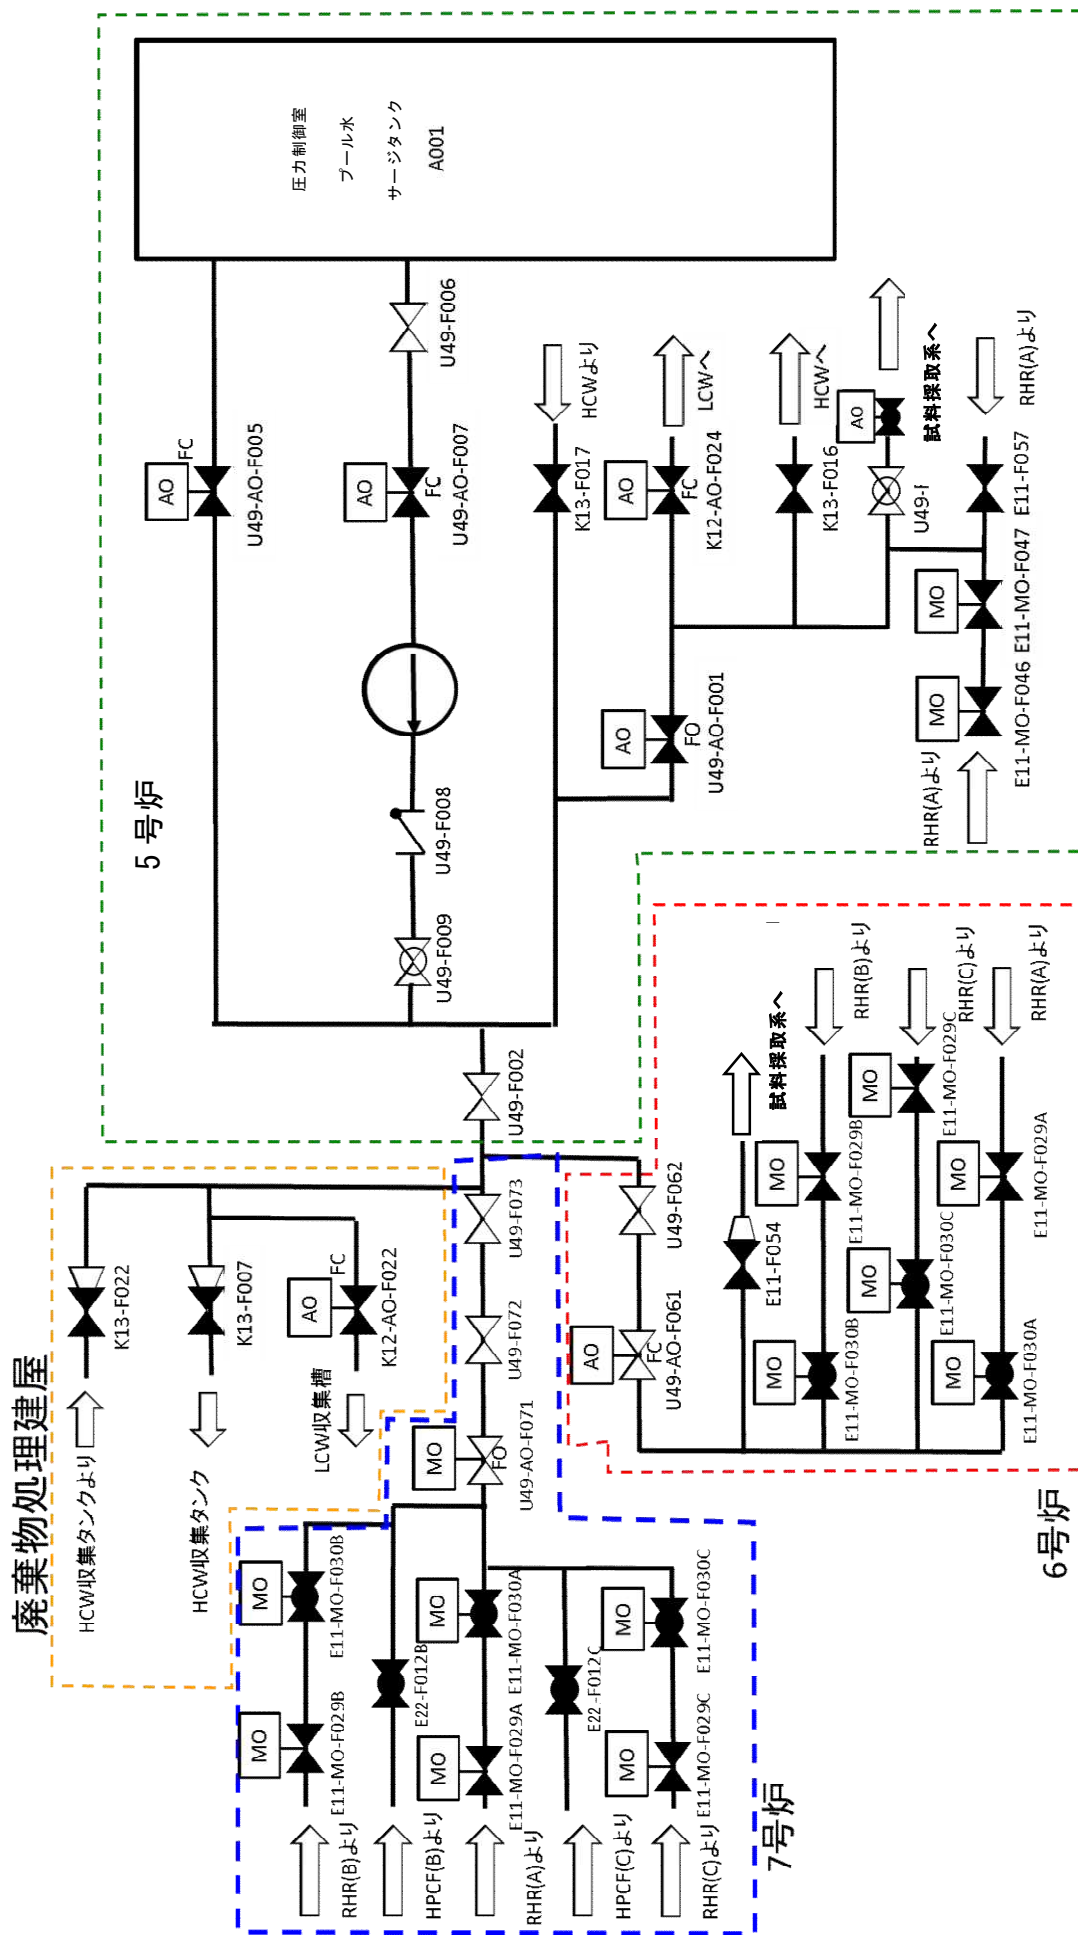 廃棄物処理建屋
HCW収集タンクより
K13-F022
HCW収集タンク
K13-F007
LCW収集槽
AO
FC
K12-AO-F022
5号炉
圧力制御室
プール水
サージタンク
A001
AO
FC
U49-AO-F005
U49-F006
AO
FC
U49-AO-F007
U49-F008
U49-F009
U49-F002
HCWより
K13-F017
LCWへ
AO
FC
K12-AO-F024
AO
FO
U49-AO-F001
HCWへ
K13-F016
AO
試料採取系へ
U49-F
RHR(A)より
E11-F057
MO
E11-MO-F047
MO
E11-MO-F046
RHR(A)より
U49-F073
U49-F072
MO
FO
U49-AO-F071
7号炉
MO
E11-MO-F030B
MO
E11-MO-F029B
RHR(B)より
E22-F012B
HPCF(B)より
MO
E11-MO-F030A
MO
E11-MO-F029A
RHR(A)より
E22-F012C
HPCF(C)より
MO
E11-MO-F030C
MO
E11-MO-F029C
RHR(C)より
6号炉
U49-F062
AO
FC
U49-AO-F061
試料採取系へ
E11-F054
RHR(B)より
MO
E11-MO-F029B
MO
E11-MO-F030B
RHR(C)より
MO
E11-MO-F029C
MO
E11-MO-F030C
RHR(A)より
MO
E11-MO-F029A
MO
E11-MO-F030A